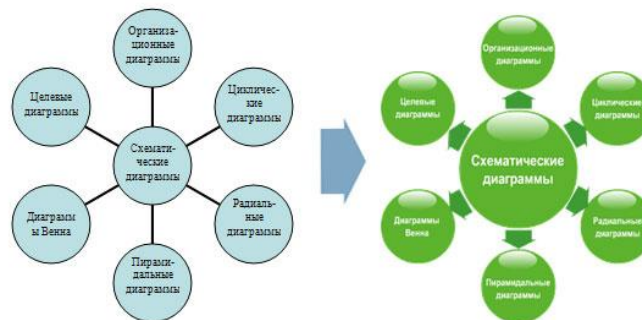 Организа-
ционные
диаграммы
Целевые
диаграммы
Цикличес-
кие
диаграммы
Схемати-
ческие
диаграммы
Диаграмм
ы Венна
Радиаль-
ные
диаграммы
Пирами-
дальные
диаграммы
Организационные
диаграммы
Целевые
диаграммы
Циклические
диаграммы
Схематические
диаграммы
Диаграммы
Венна
Радиальные
диаграммы
Пирамидальные
диаграммы